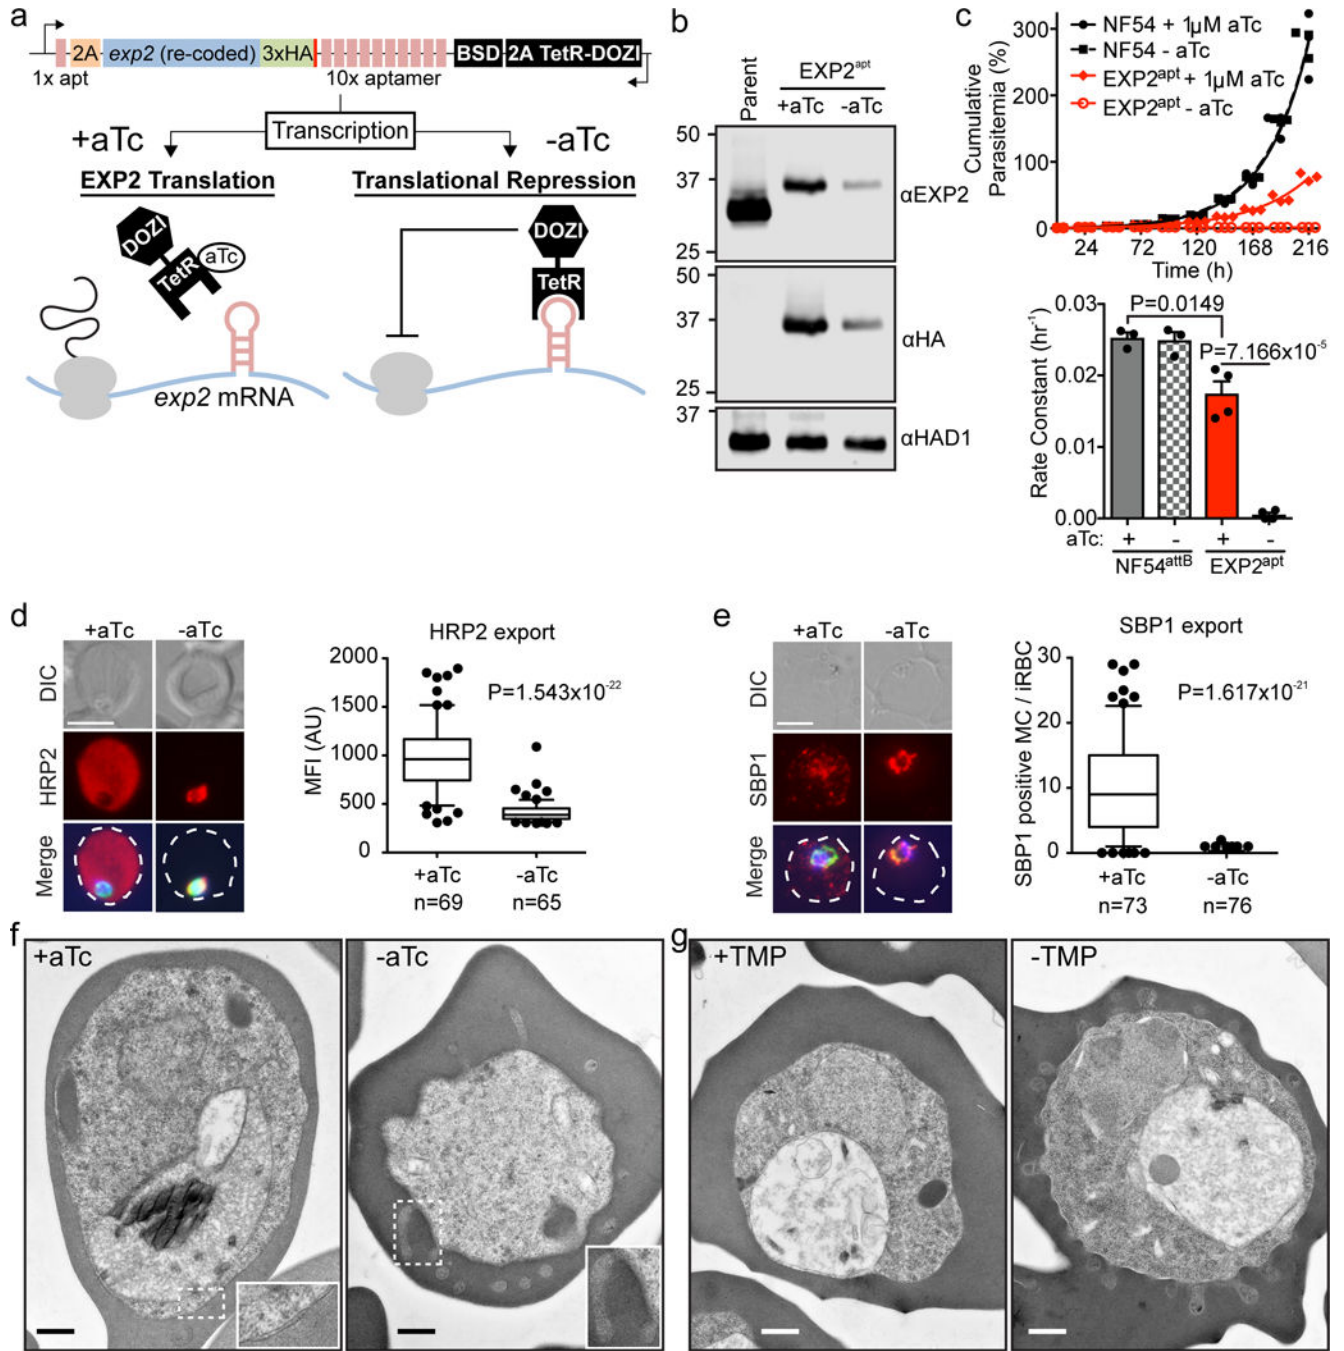 a
2A
exp2 (re-coded)
3xHA
BSD
2A TetR-DOZI
1x apt
10x aptamer
Transcription
+aTc
-aTc
EXP2 Translation
Translational Repression
DOZI
TetR
aTc
DOZI
TetR
exp2 mRNA
b
Parent
EXP2apt
+aTc
-aTc
50
37
25
αEXP2
50
37
25
αHA
37
αHAD1
c
Cumulative
Parasitemia (%)
300
200
100
0
NF54 + 1µM aTc
NF54 - aTc
EXP2apt + 1µM aTc
EXP2apt - aTc
24
72
120
168
216
Time (h)
Rate Constant (hr-1)
0.03
0.02
0.01
0.00
P=0.0149
P=7.166x10-5
aTc:
+
-
+
-
NF54attB
EXP2apt
d
+aTc
-aTc
DIC
HRP2
Merge
HRP2 export
MFI (AU)
2000
1500
1000
500
0
P=1.543x10-22
+aTc
-aTc
n=69
n=65
e
+aTc
-aTc
DIC
SBP1
Merge
SBP1 export
SBP1 positive MC / iRBC
30
20
10
0
P=1.617x10-21
+aTc
-aTc
n=73
n=76
f
+aTc
-aTc
g
+TMP
-TMP